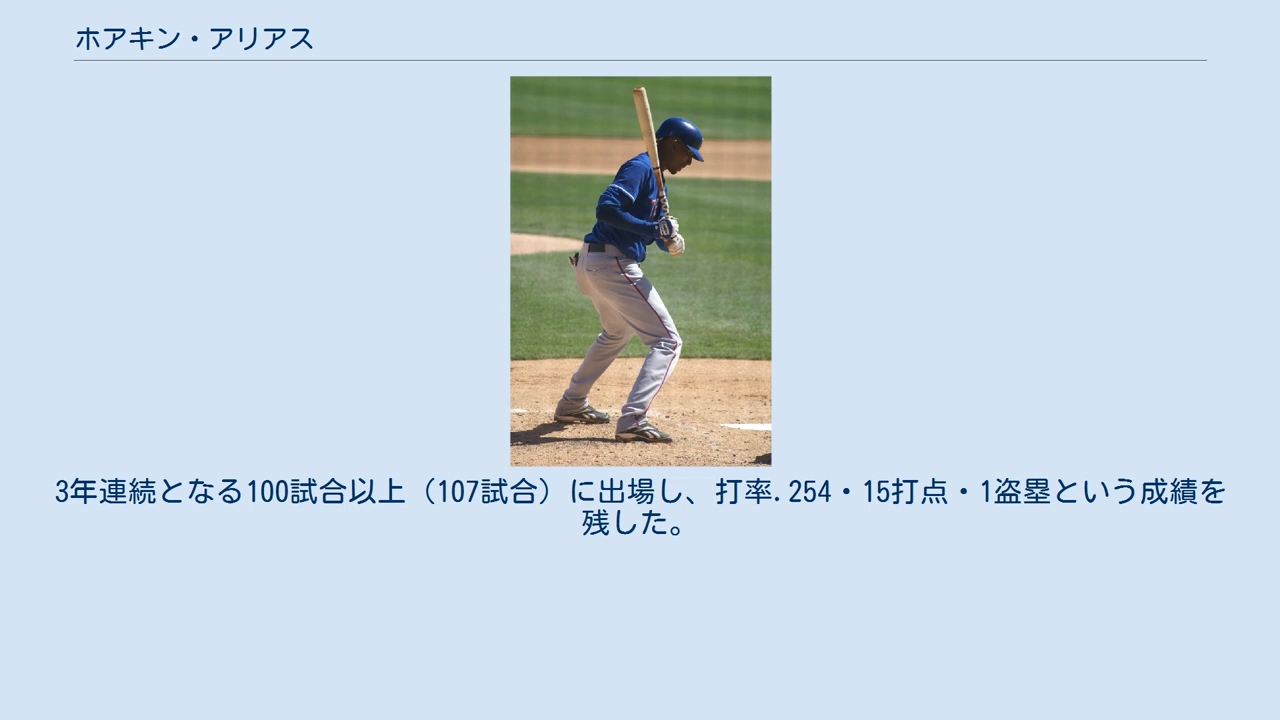 ホアキン・アリアス
3年連続となる100試合以上（107試合）に出場し、打率.254・15打点・1盗塁という成績を
残した。